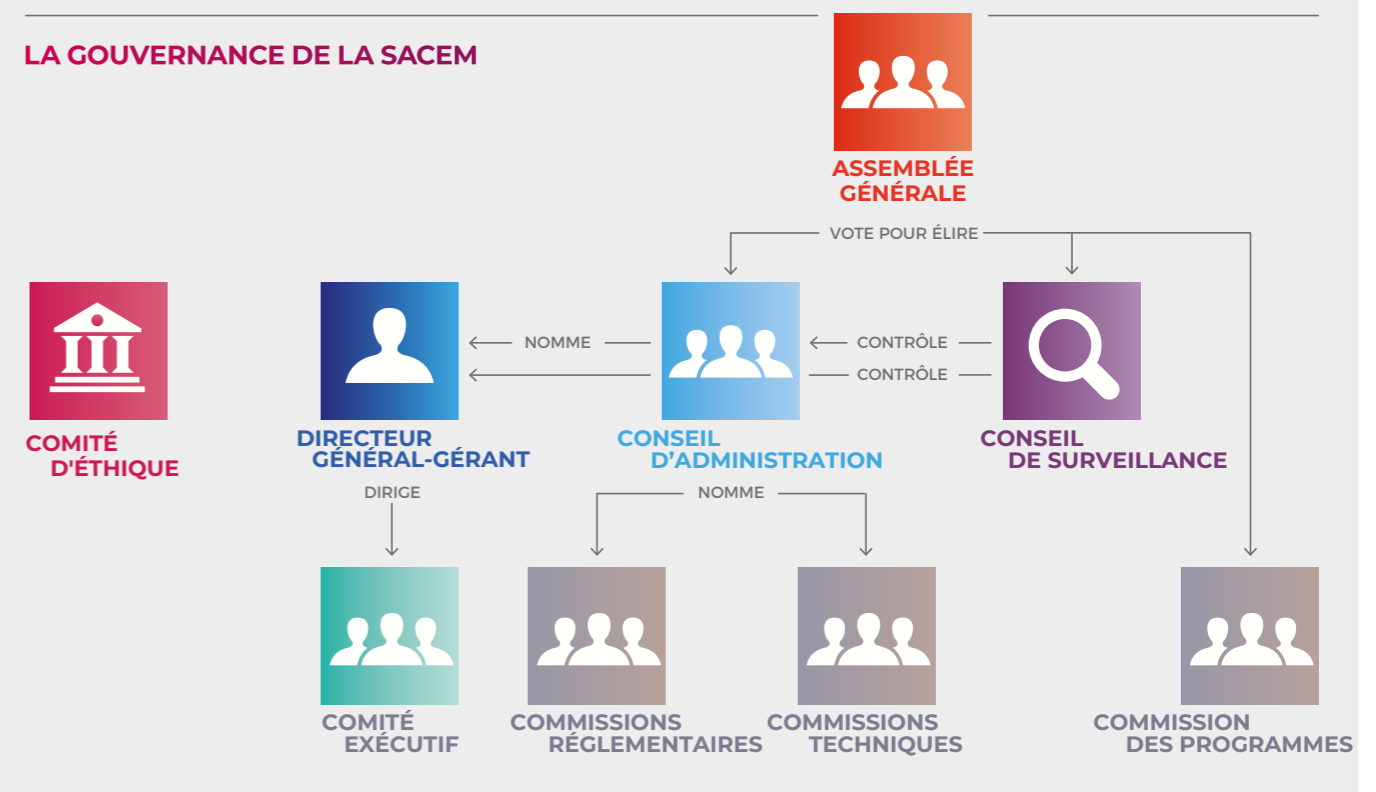 LA GOUVERNANCE DE LA SACEM
ASSEMBLÉE
GÉNÉRALE
VOTE POUR ÉLIRE
NOMME
CONTRÔLE
CONTRÔLE
COMITÉ
D'ÉTHIQUE
DIRECTEUR
GÉNÉRAL-GÉRANT
CONSEIL
D’ADMINISTRATION
CONSEIL
DE SURVEILLANCE
DIRIGE
NOMME
COMITÉ
EXÉCUTIF
COMMISSIONS
RÉGLEMENTAIRES
COMMISSIONS
TECHNIQUES
COMMISSION
DES PROGRAMMES